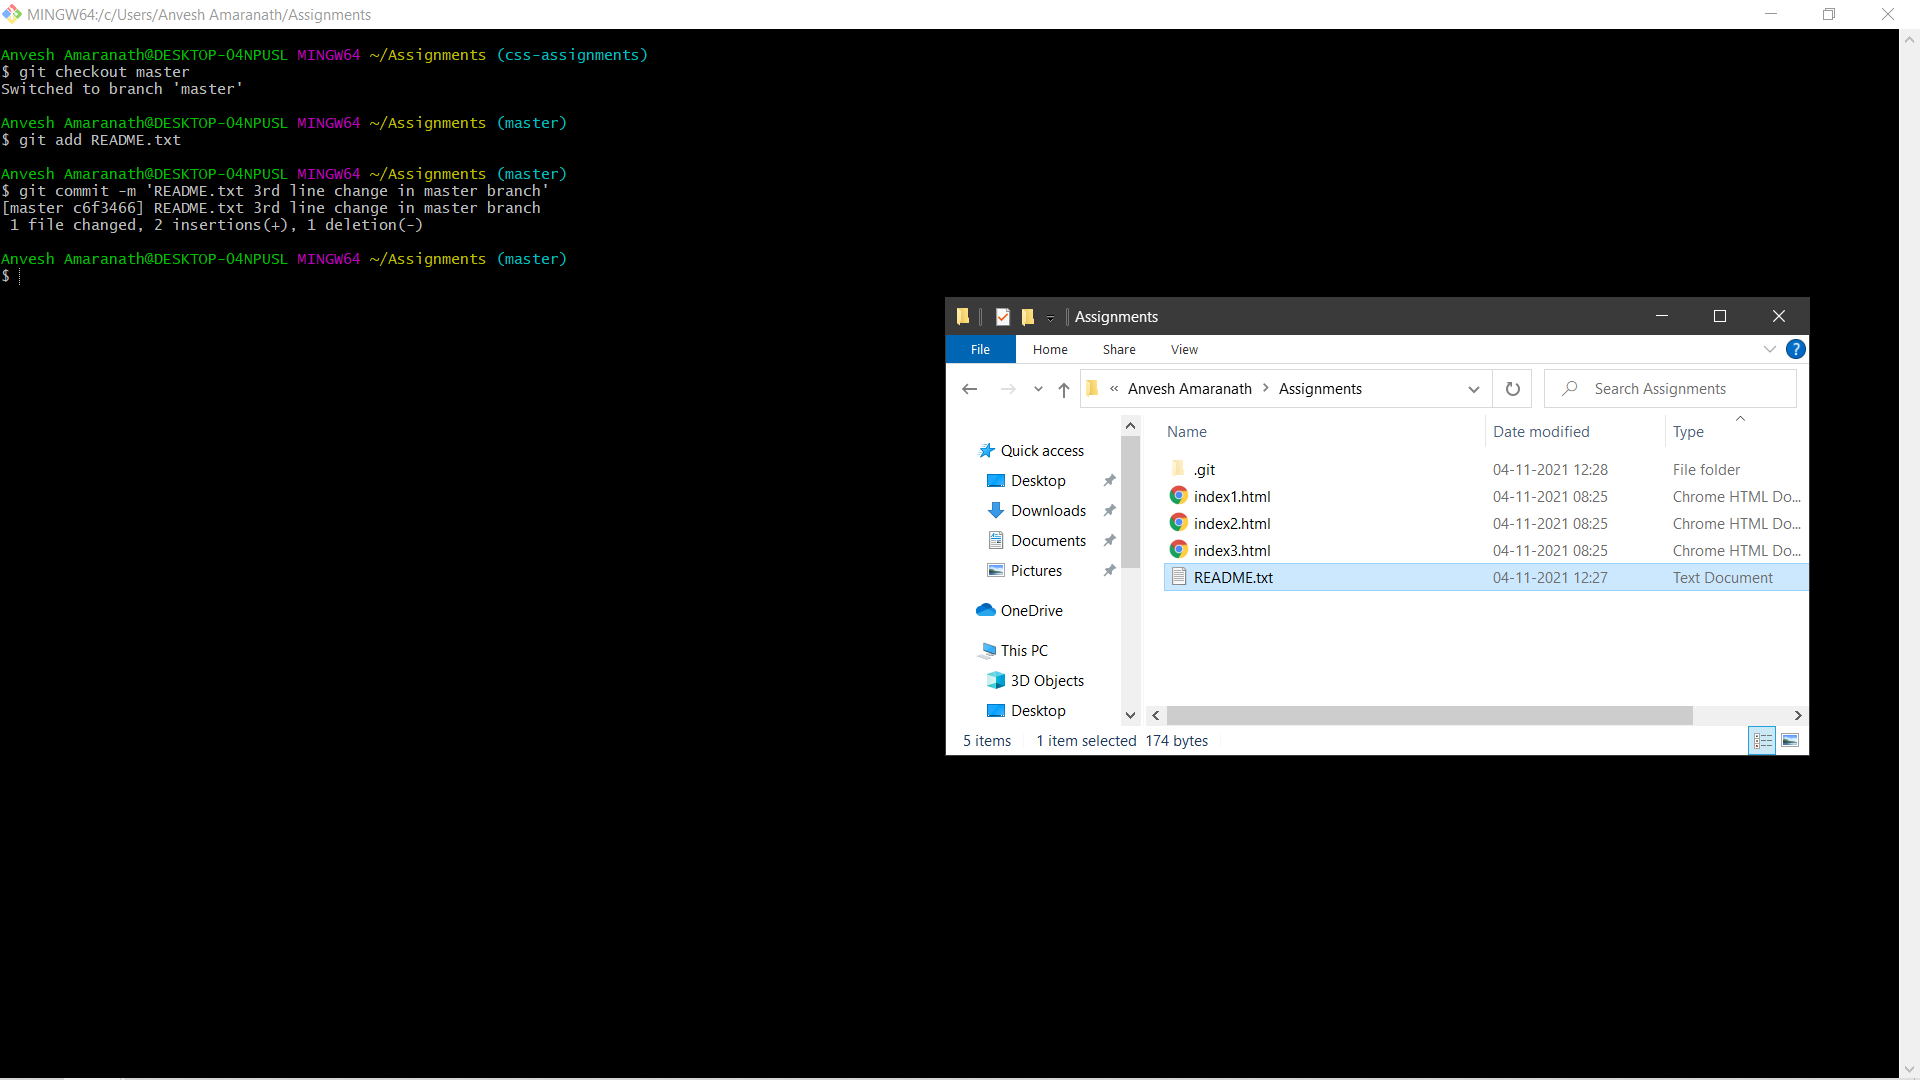 MINGW64:/c/Users/Anvesh Amaranath/Assignments
Anvesh Amaranath@DESKTOP-O4NPUSL MINGW64 ~/Assignments (css-assignments)
$ git checkout master
Switched to branch 'master'
Anvesh Amaranath@DESKTOP-O4NPUSL MINGW64 ~/Assignments (master)
$ git add README.txt
Anvesh Amaranath@DESKTOP-O4NPUSL MINGW64 ~/Assignments (master)
$ git commit -m 'README.txt 3rd line change in master branch'
[master c6f3466] README.txt 3rd line change in master branch
 1 file changed, 2 insertions(+), 1 deletion(-)
Anvesh Amaranath@DESKTOP-O4NPUSL MINGW64 ~/Assignments (master)
$
Assignments
File Home Share View
« Anvesh Amaranath > Assignments Search Assignments
Name Date modified Type
Quick access
Desktop
Downloads
Documents
Pictures
OneDrive
This PC
3D Objects
Desktop
.git 04-11-2021 12:28 File folder
index1.html 04-11-2021 08:25 Chrome HTML Do...
index2.html 04-11-2021 08:25 Chrome HTML Do...
index3.html 04-11-2021 08:25 Chrome HTML Do...
README.txt 04-11-2021 12:27 Text Document
5 items 1 item selected 174 bytes